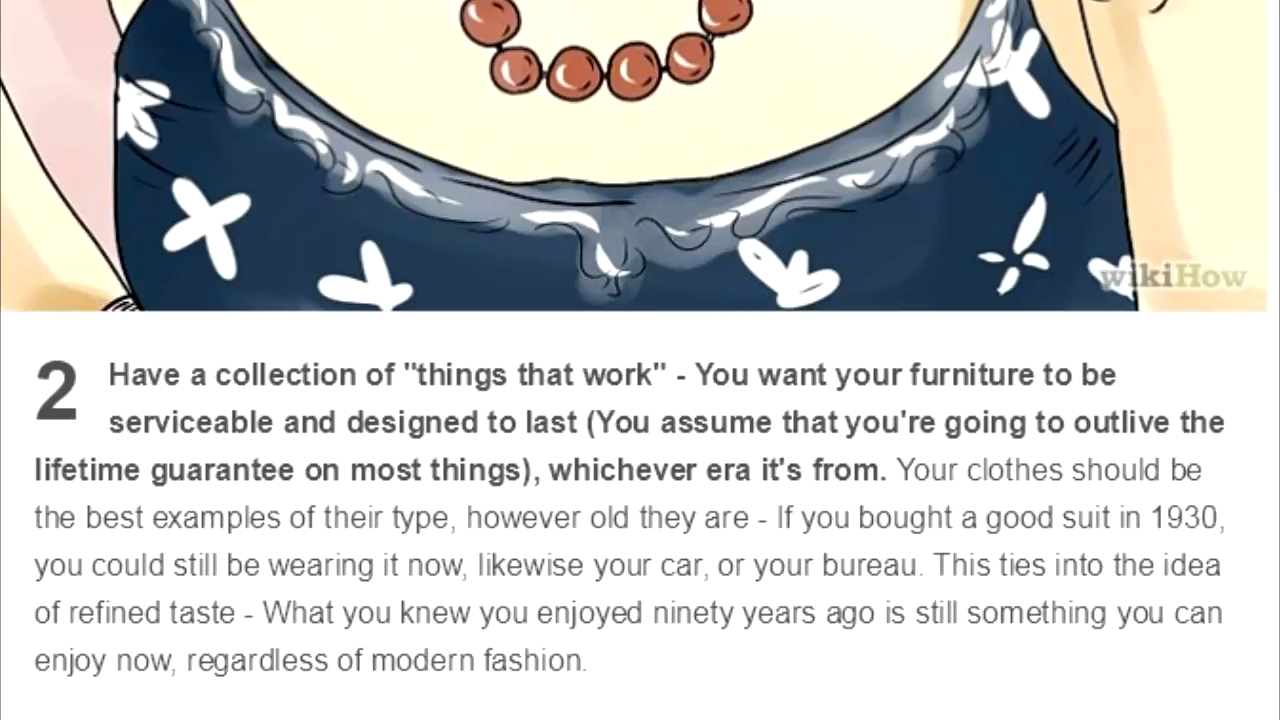 wikiHow
2 Have a collection of "things that work" - You want your furniture to be
serviceable and designed to last (You assume that you're going to outlive the
lifetime guarantee on most things), whichever era it's from. Your clothes should be
the best examples of their type, however old they are - If you bought a good suit in 1930,
you could still be wearing it now, likewise your car, or your bureau. This ties into the idea
of refined taste - What you knew you enjoyed ninety years ago is still something you can
enjoy now, regardless of modern fashion.